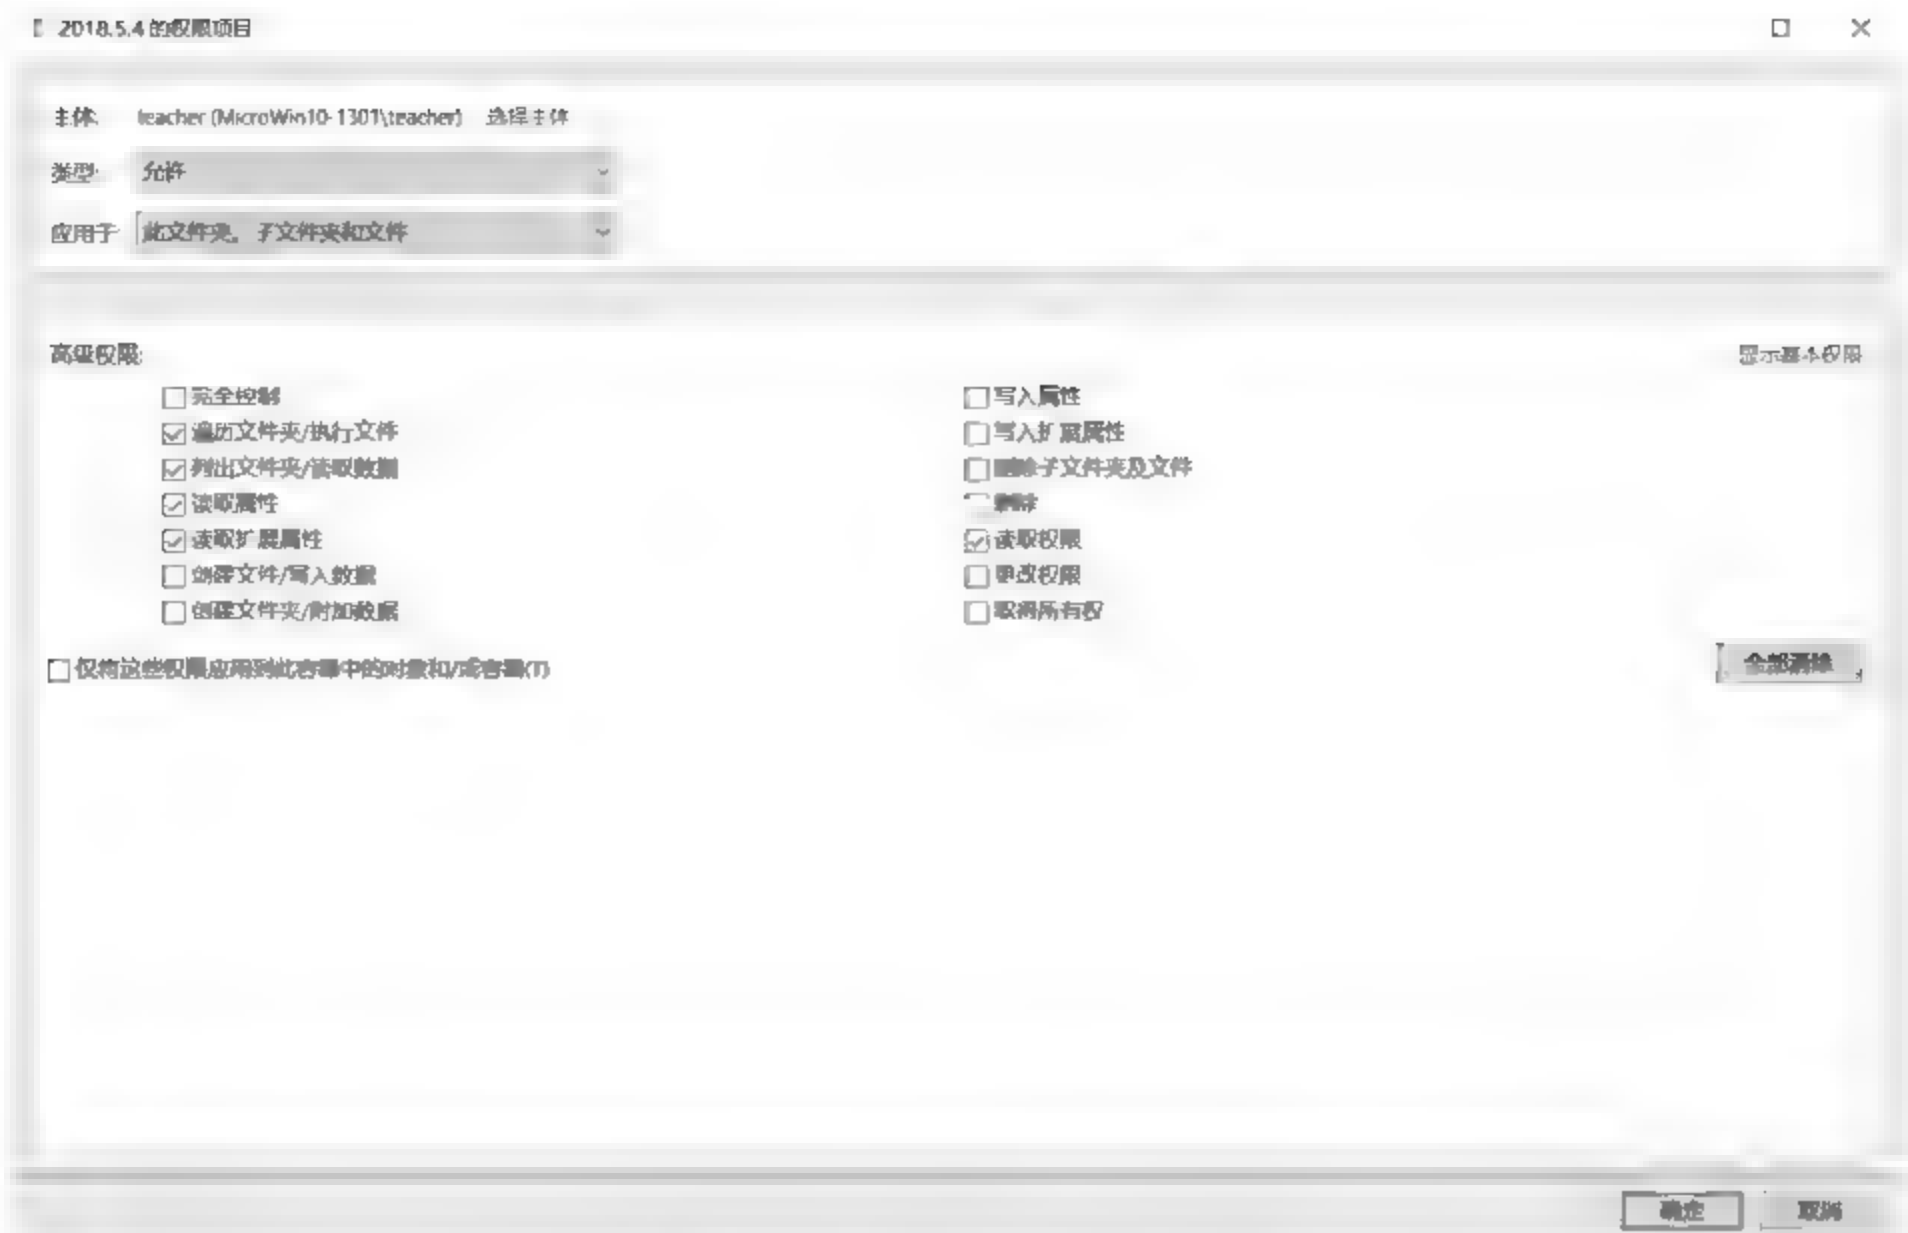 2018.5.4 的权限项目
主体: teacher (MicroWin10-1301\teacher) 选择主体
类型: 允许
应用于: 此文件夹、子文件夹和文件
高级权限: 显示基本权限
完全控制 写入属性
遍历文件夹/执行文件 写入扩展属性
列出文件夹/读取数据 删除子文件夹及文件
读取属性 删除
读取扩展属性 读取权限
创建文件/写入数据 更改权限
创建文件夹/附加数据 取得所有权
仅将这些权限应用到此容器中的对象和/或容器(T) 全部清除
确定 取消